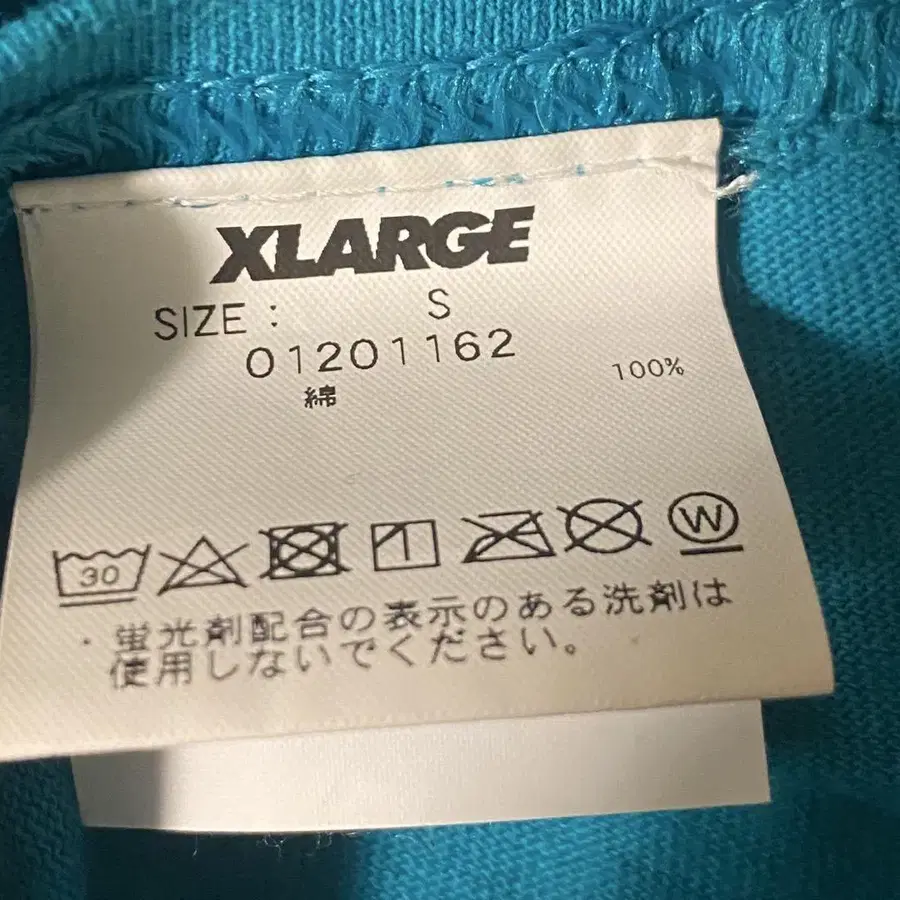 XLARGE
SIZE : S
01201162
綿 100%
30
W
・蛍光剤配合の表示のある洗剤は
使用しないでください。